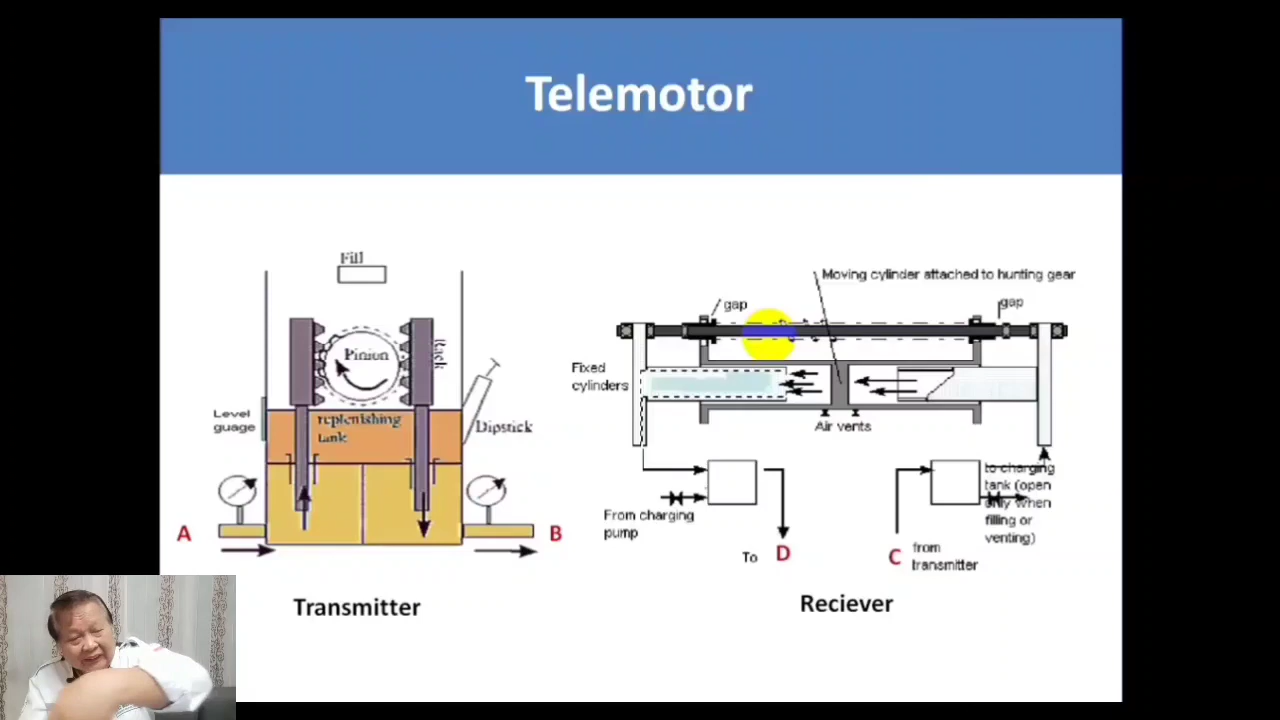 Telemotor
Fill
Pinion
Rack
replenishing
tank
Level
guage
Dipstick
A
B
Transmitter
Moving cylinder attached to hunting gear
gap
gap
Fixed
cylinders
Air vents
From charging
pump
To
D
C
from
transmitter
to charging
tank (open
only when
filling or
venting)
Reciever